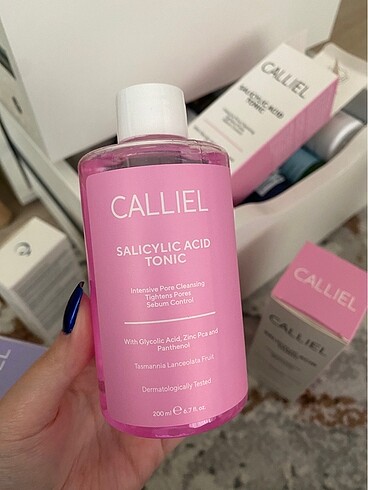 CALLIEL
SALICYLIC ACID
TONIC
CALLIEL
SALICYLIC ACID
TONIC
Intensive Pore Cleansing
Tightens Pores
Sebum Control
With Glycolic Acid, Zinc Pca and
Panthenol
Tasmannia Lanceolata Fruit
Dermatologically Tested
200 ml ℮ 6.7 fl. oz.
CALLIEL
CALLIEL